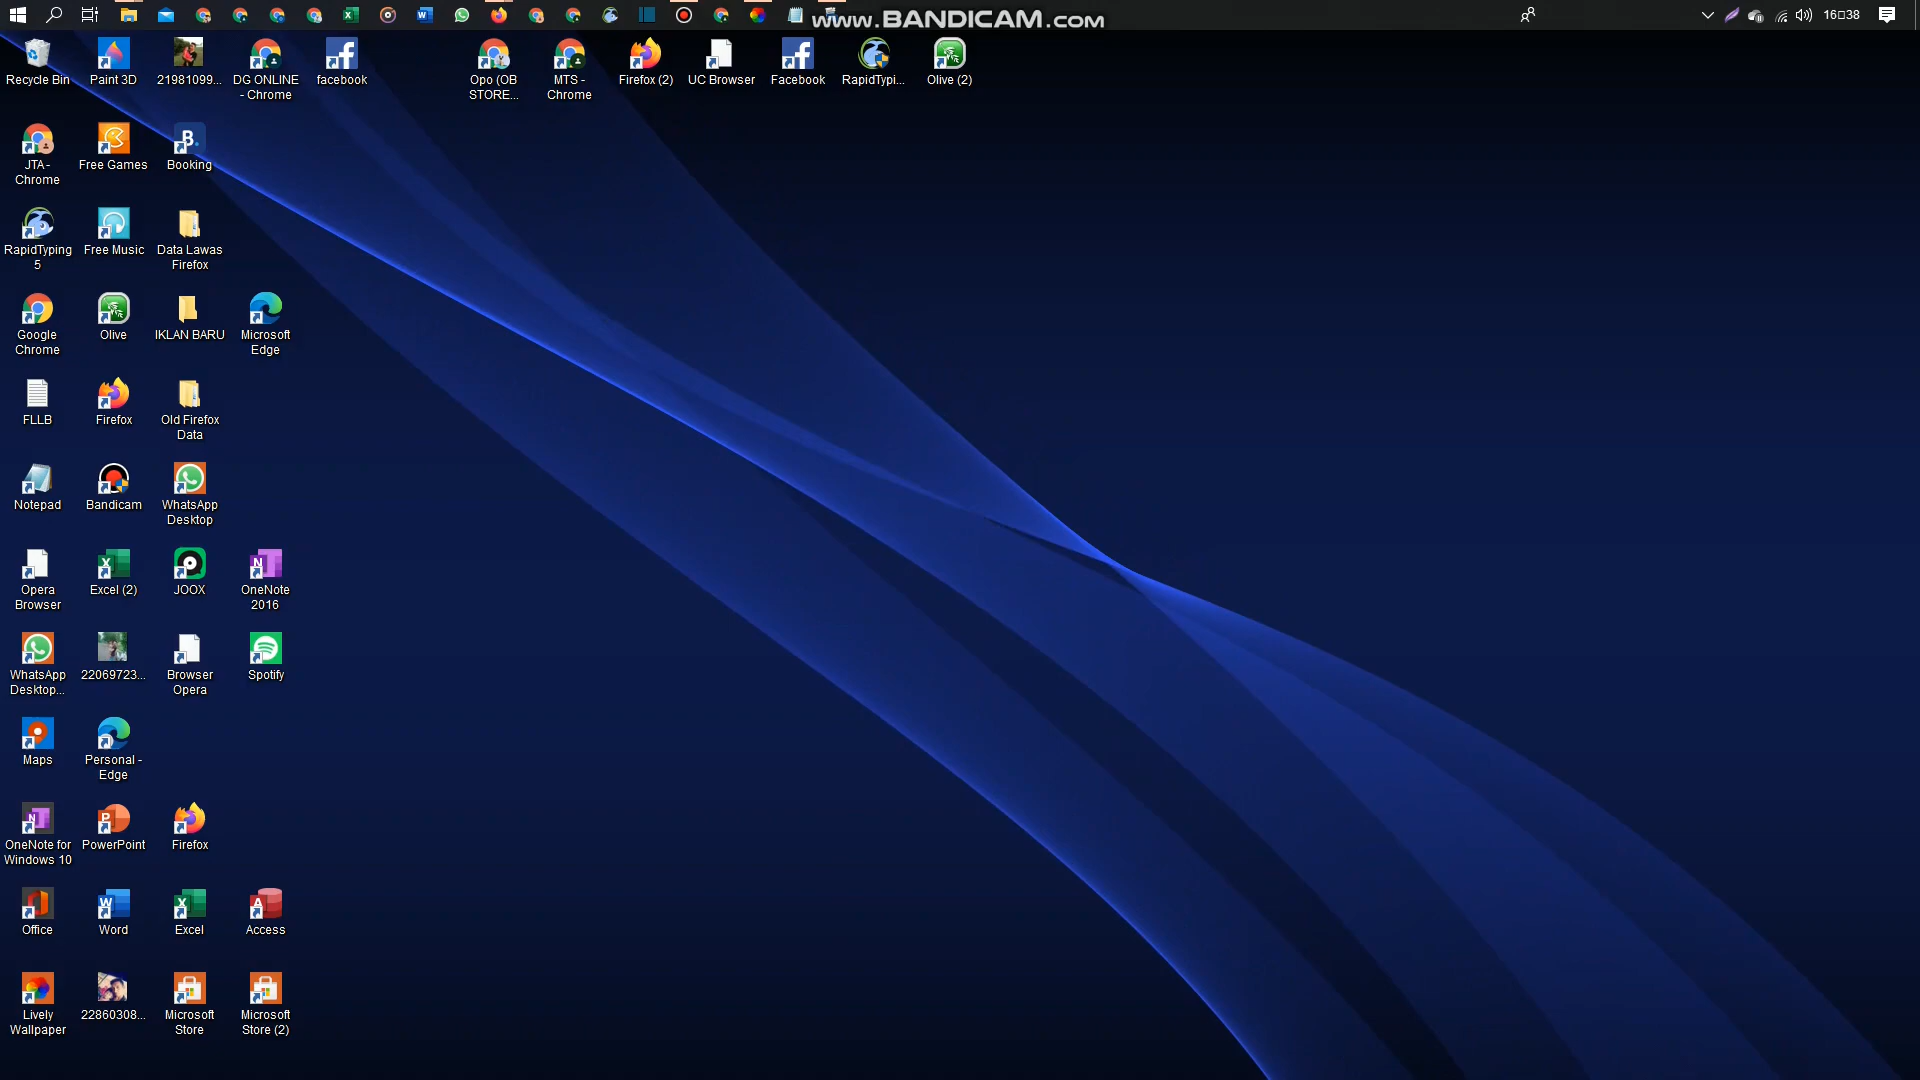 www.BANDICAM.com
16:38
Recycle Bin
Paint 3D
21981099...
DG ONLINE
- Chrome
facebook
Opo (OB
STORE...
MTS -
Chrome
Firefox (2)
UC Browser
Facebook
RapidTypi...
Olive (2)
JTA -
Chrome
Free Games
Booking
RapidTyping
5
Free Music
Data Lawas
Firefox
Google
Chrome
Olive
IKLAN BARU
Microsoft
Edge
FLLB
Firefox
Old Firefox
Data
Notepad
Bandicam
WhatsApp
Desktop
Opera
Browser
Excel (2)
JOOX
OneNote
2016
WhatsApp
Desktop...
22069723...
Browser
Opera
Spotify
Maps
Personal -
Edge
OneNote for
Windows 10
PowerPoint
Firefox
Office
Word
Excel
Access
Lively
Wallpaper
22860308...
Microsoft
Store
Microsoft
Store (2)